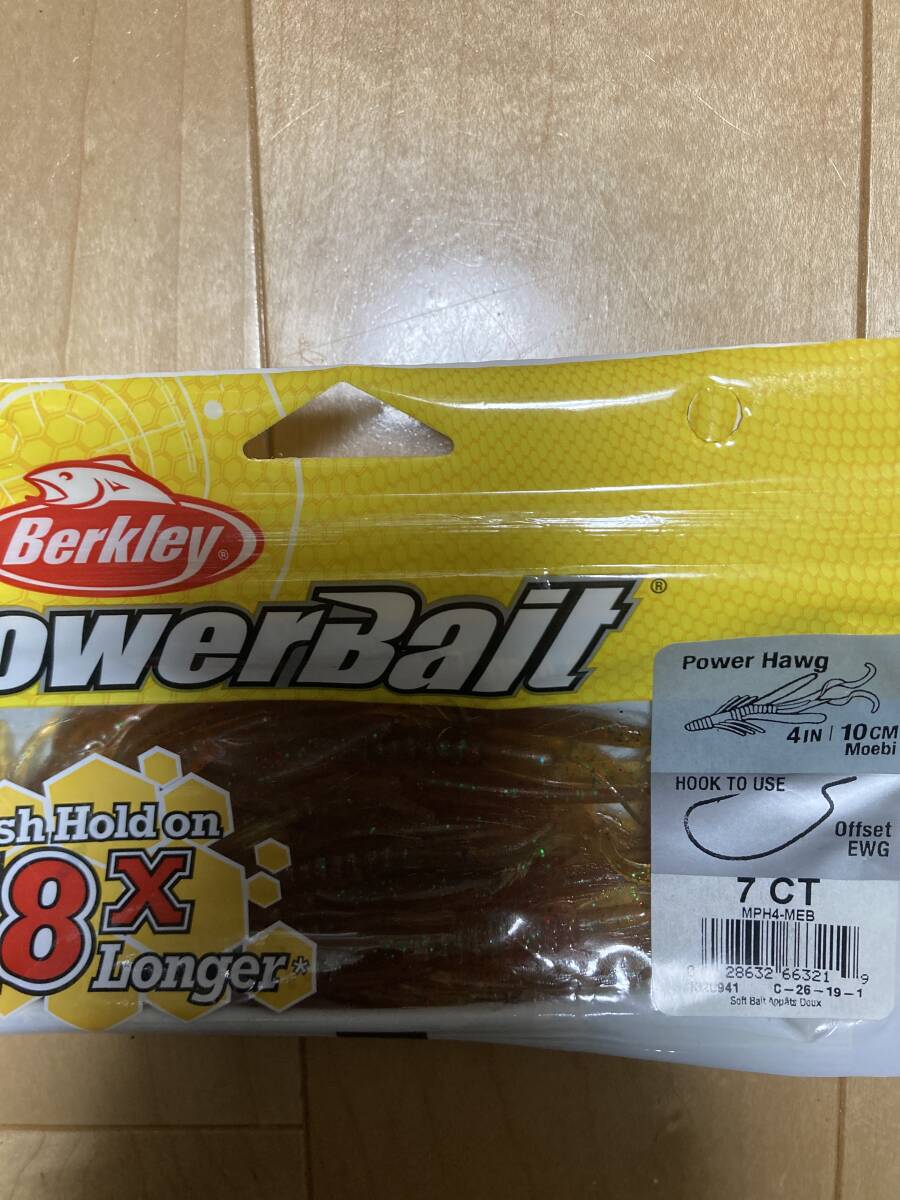 Berkley®
owerBait®
sh Hold on
8X
Longer*
Power Hawg
4IN | 10CM
Moebi
HOOK TO USE
Offset
EWG
7 CT
MPH4-MEB
28632 66321 9
C-26-19-1
Soft Bait Appâts Doux